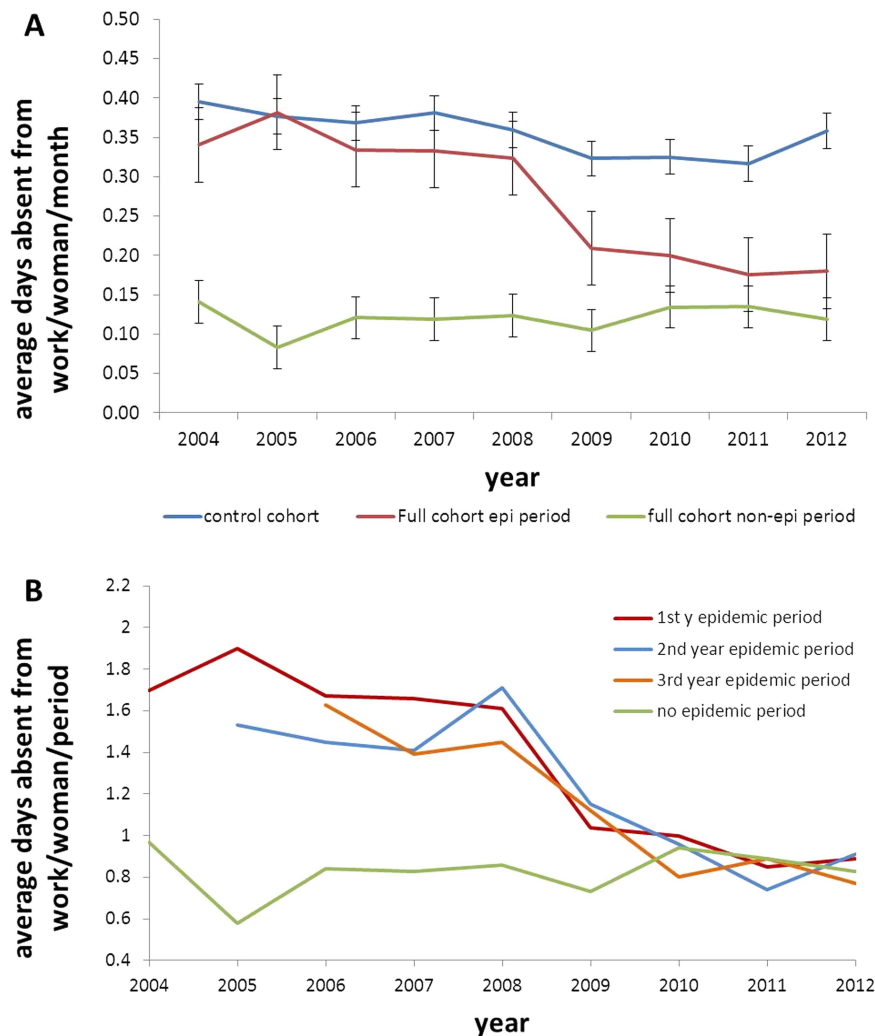 A
average days absent from
work/woman/month
0.50
0.45
0.40
0.35
0.30
0.25
0.20
0.15
0.10
0.05
0.00
2004 2005 2006 2007 2008 2009 2010 2011 2012
year
control cohort Full cohort epi period full cohort non-epi period
B
average days absent from
work/woman/period
2.2
2
1.8
1.6
1.4
1.2
1
0.8
0.6
0.4
1st y epidemic period
2nd year epidemic period
3rd year epidemic period
no epidemic period
2004 2005 2006 2007 2008 2009 2010 2011 2012
year